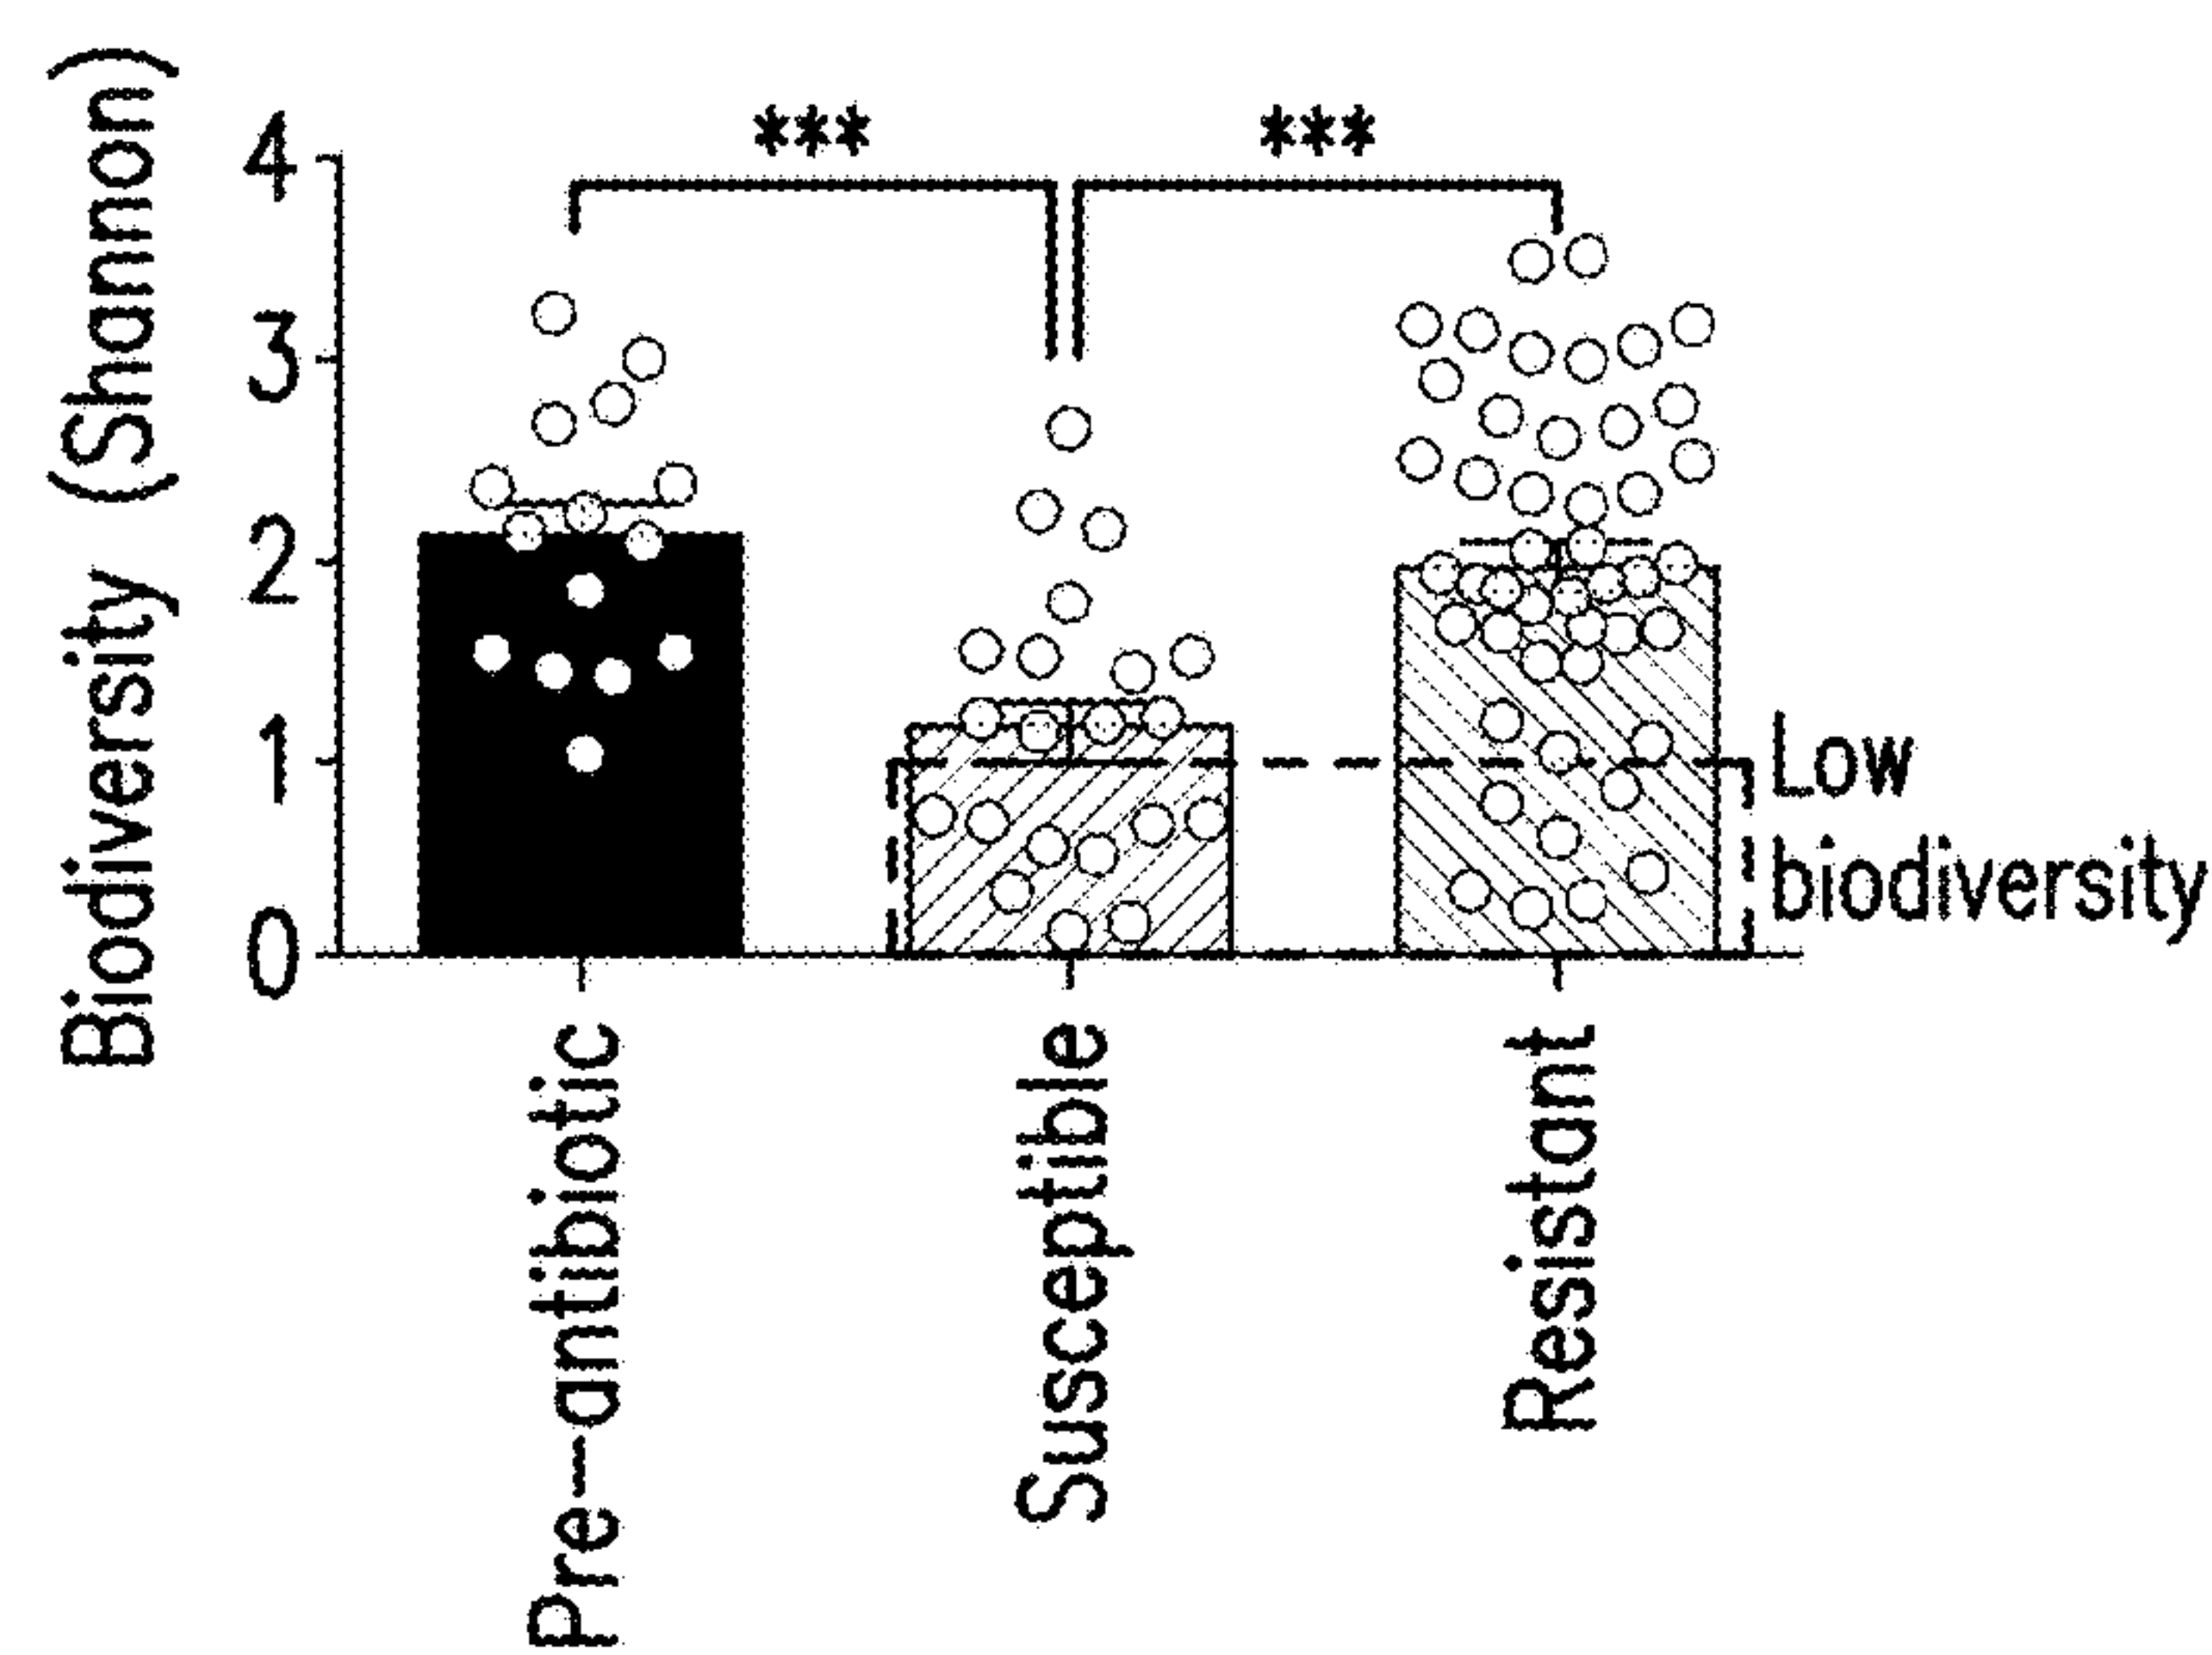 Biodiversity (Shannon)
4
3
2
1
0
***
***
Low
biodiversity
Pre-antibiotic
Susceptible
Resistant